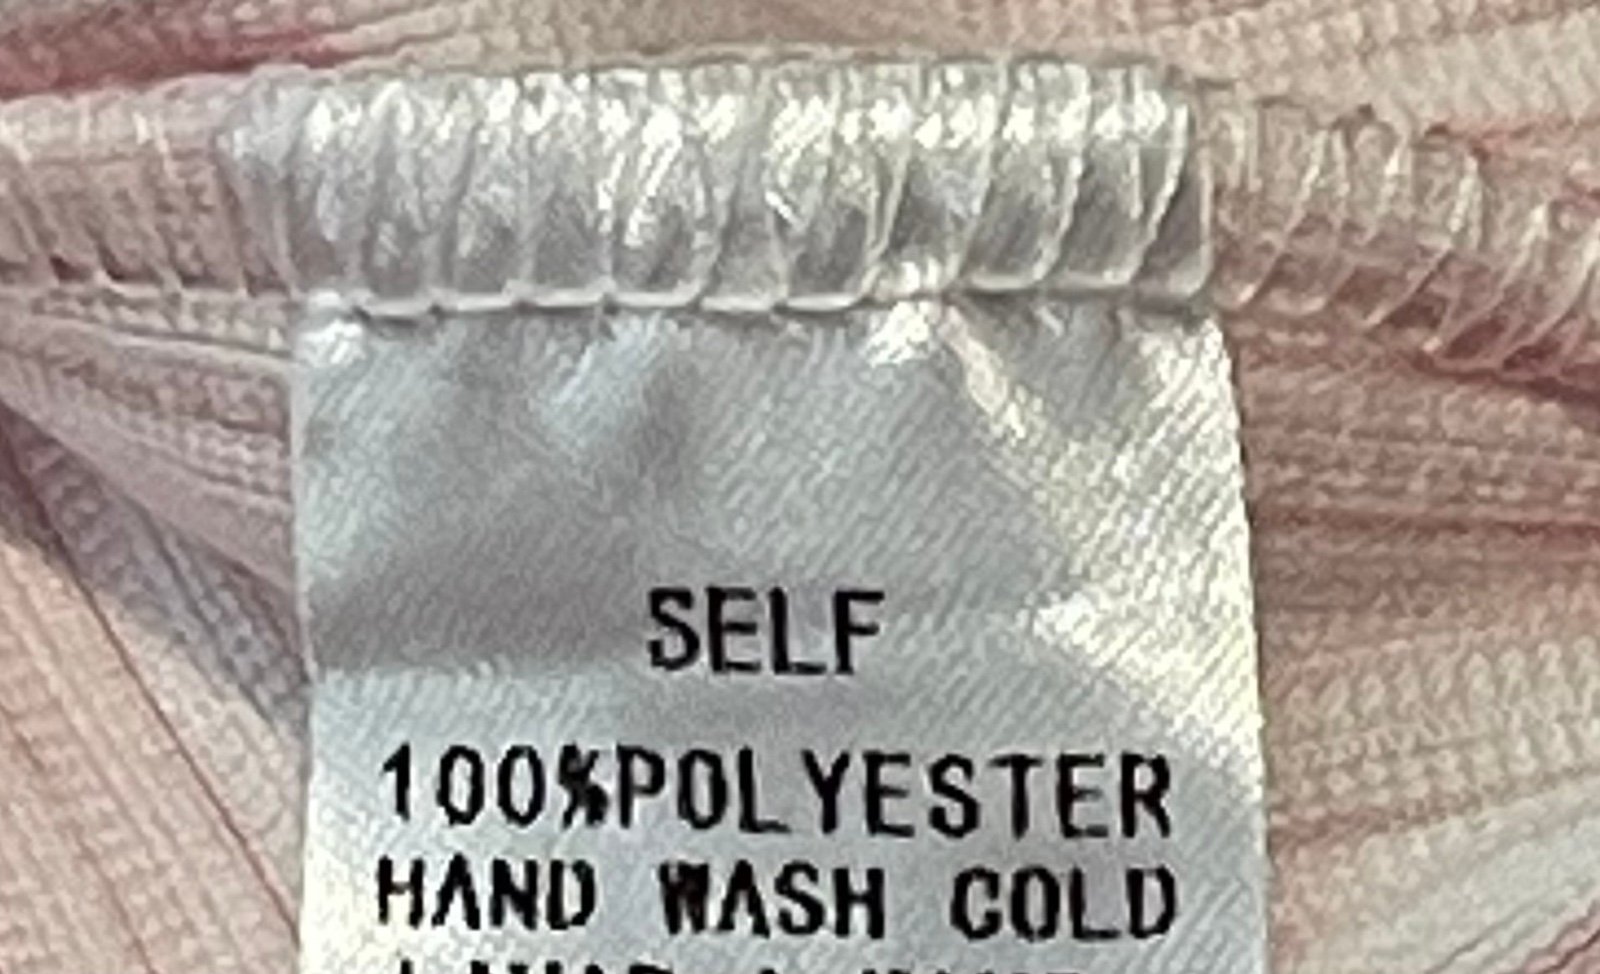 SELF
100%POLYESTER
HAND WASH COLD